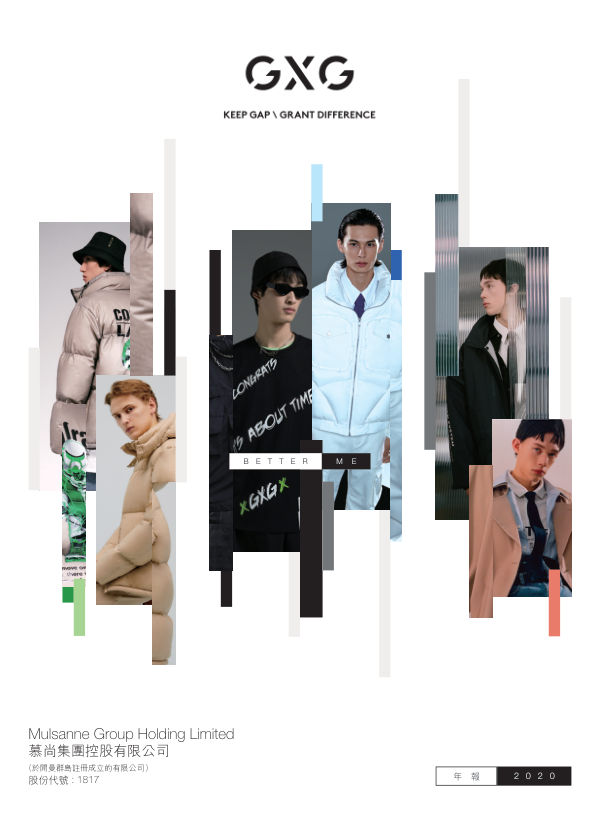 GXG
KEEP GAP \ GRANT DIFFERENCE
CONGRATS
ABOUT TIME
BETTER ME
xGXGx
Mulsanne Group Holding Limited
慕尚集團控股有限公司
（於開曼群島註冊成立的有限公司）
股份代號：1817
年報 2020